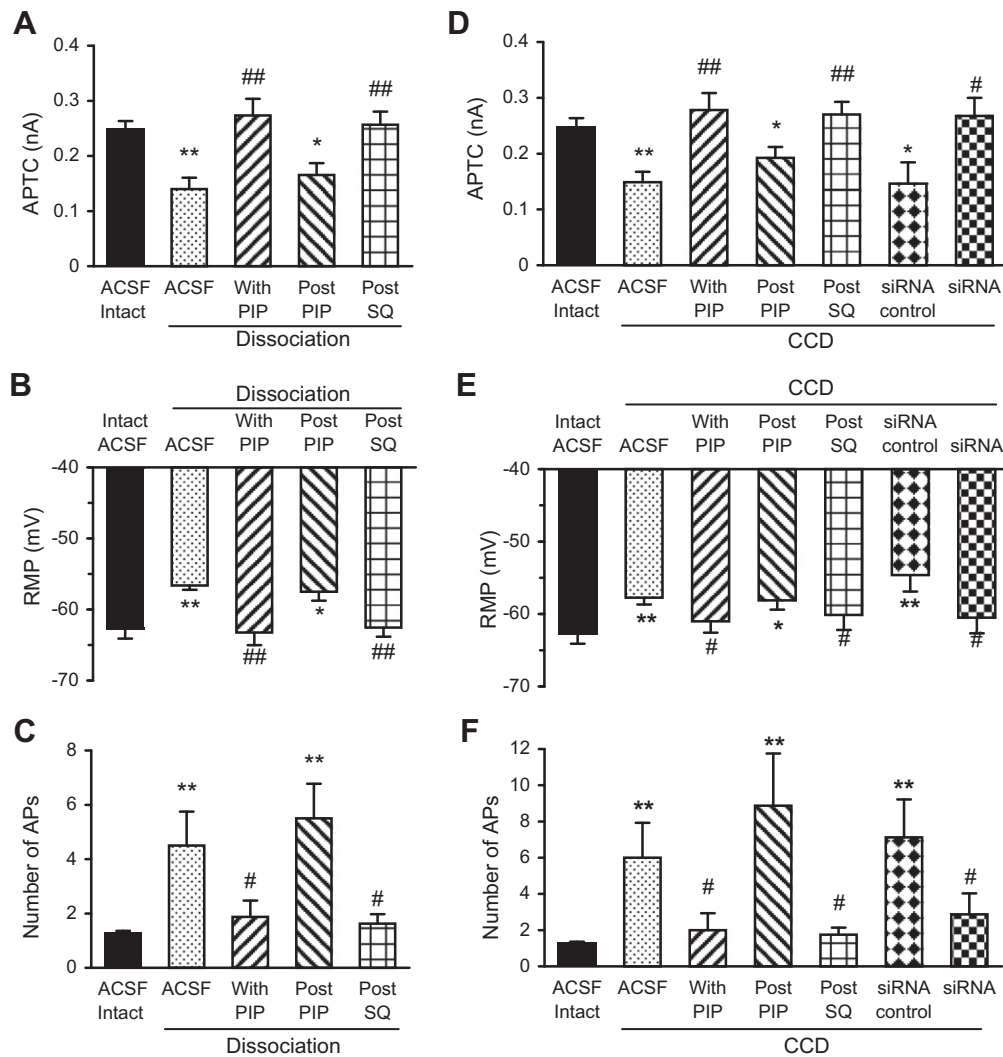 A
APTC (nA)
0.4
0.3
0.2
0.1
0
**
##
*
##
ACSF ACSF With Post Post
Intact PIP PIP SQ
Dissociation
D
APTC (nA)
0.4
0.3
0.2
0.1
0
**
##
*
##
*
#
ACSF ACSF With Post Post siRNA siRNA
Intact PIP PIP SQ control
CCD
B
Dissociation
Intact With Post Post
ACSF ACSF PIP PIP SQ
RMP (mV)
-40
-50
-60
-70
**
##
*
##
E
CCD
Intact With Post Post siRNA
ACSF ACSF PIP PIP SQ control siRNA
RMP (mV)
-40
-50
-60
-70
**
#
*
#
**
#
C
Number of APs
8
6
4
2
0
**
#
**
#
ACSF ACSF With Post Post
Intact PIP PIP SQ
Dissociation
F
Number of APs
12
10
8
6
4
2
0
**
#
**
#
**
#
ACSF ACSF With Post Post siRNA siRNA
Intact PIP PIP SQ control
CCD